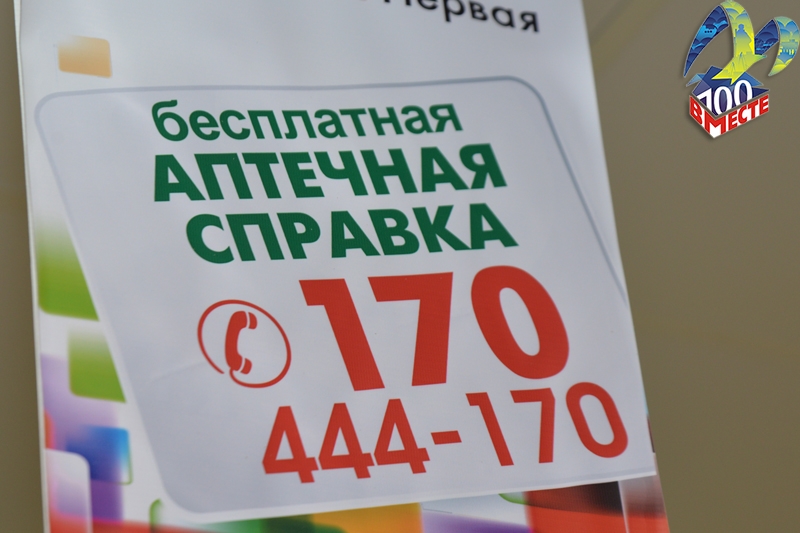 Первая
бесплатная
АПТЕЧНАЯ
СПРАВКА
170
444-170
100
ВМЕСТЕ